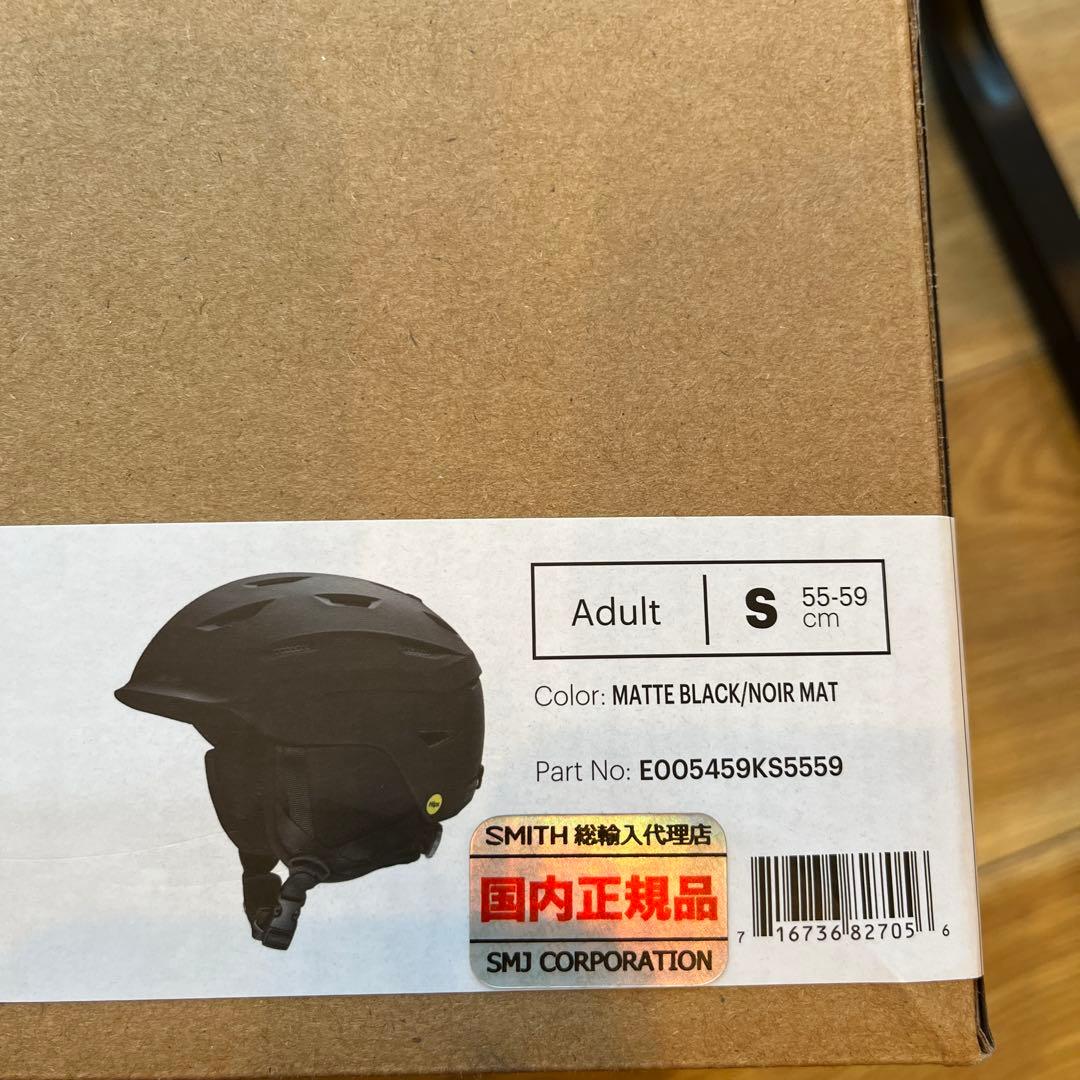 Adult S 55-59 cm
Color: MATTE BLACK/NOIR MAT
Part No: E005459KS5559
SMITH 総輸入代理店
国内正規品
SMJ CORPORATION
7 16736 82705 6
Mips